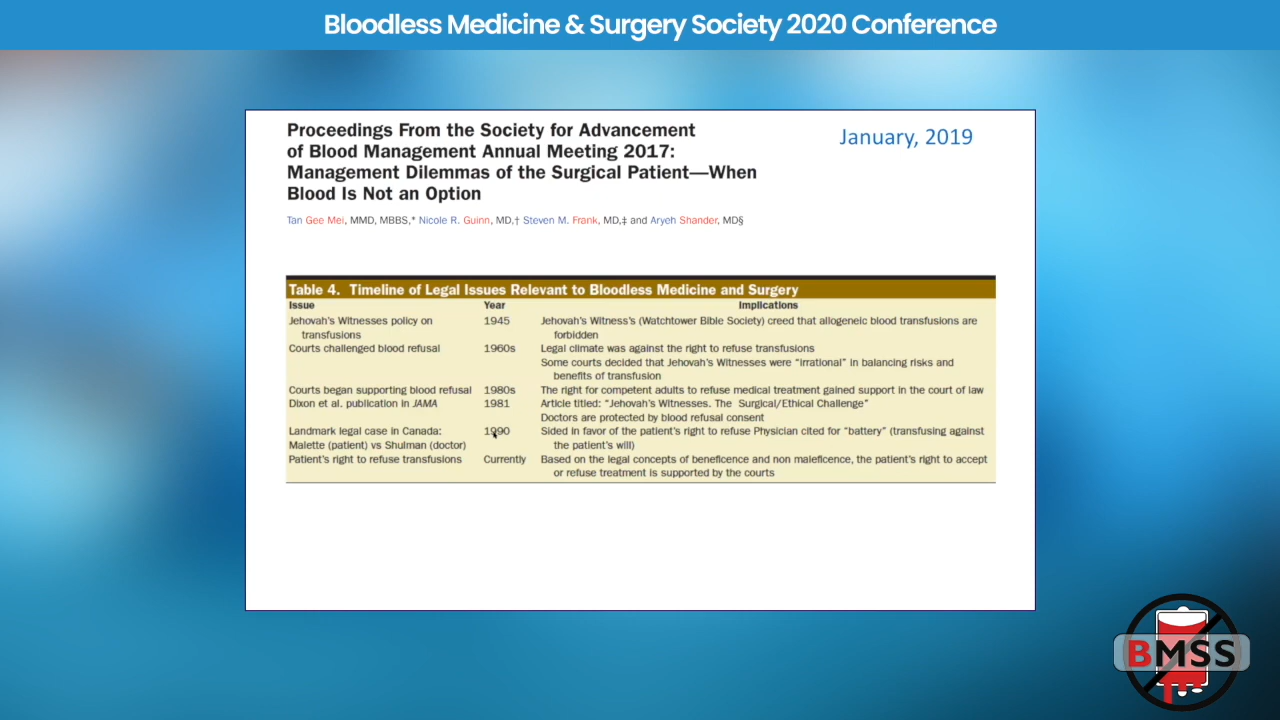 Bloodless Medicine & Surgery Society 2020 Conference
Proceedings From the Society for Advancement
of Blood Management Annual Meeting 2017:
Management Dilemmas of the Surgical Patient—When
Blood Is Not an Option
January, 2019
Tan Gee Mei, MMD, MBBS,* Nicole R. Guinn, MD,† Steven M. Frank, MD,‡ and Aryeh Shander, MD§
Table 4. Timeline of Legal Issues Relevant to Bloodless Medicine and Surgery
Issue Year Implications
Jehovah's Witnesses policy on 1945 Jehovah's Witness's (Watchtower Bible Society) creed that allogeneic blood transfusions are
transfusions forbidden
Courts challenged blood refusal 1960s Legal climate was against the right to refuse transfusions
Some courts decided that Jehovah's Witnesses were "irrational" in balancing risks and
benefits of transfusion
Courts began supporting blood refusal 1980s The right for competent adults to refuse medical treatment gained support in the court of law
Dixon et al. publication in JAMA 1981 Article titled: "Jehovah's Witnesses. The Surgical/Ethical Challenge"
Doctors are protected by blood refusal consent
Landmark legal case in Canada: 1990 Sided in favor of the patient's right to refuse Physician cited for "battery" (transfusing against
Malette (patient) vs Shulman (doctor) the patient's will)
Patient's right to refuse transfusions Currently Based on the legal concepts of beneficence and non maleficence, the patient's right to accept
or refuse treatment is supported by the courts
BMSS